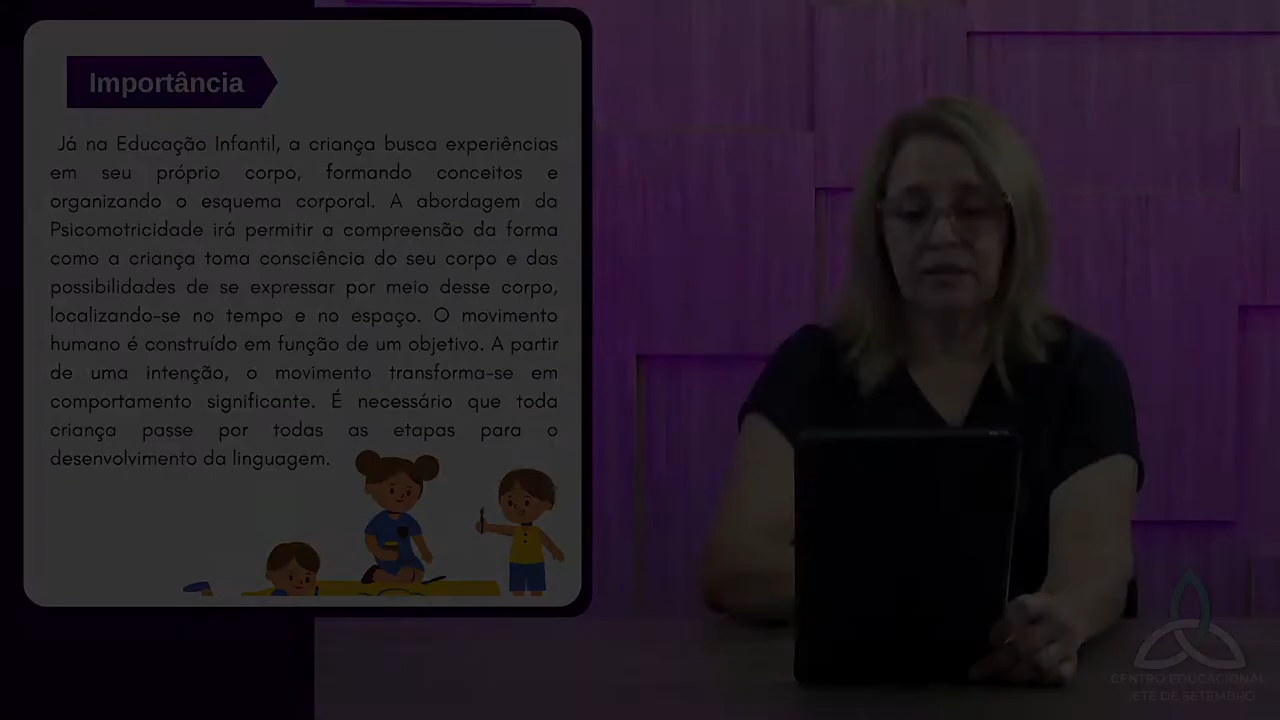 Importância
Já na Educação Infantil, a criança busca experiências
em seu próprio corpo, formando conceitos e
organizando o esquema corporal. A abordagem da
Psicomotricidade irá permitir a compreensão da forma
como a criança toma consciência do seu corpo e das
possibilidades de se expressar por meio desse corpo,
localizando-se no tempo e no espaço. O movimento
humano é construído em função de um objetivo. A partir
de uma intenção, o movimento transforma-se em
comportamento significante. É necessário que toda
criança passe por todas as etapas para o
desenvolvimento da linguagem.
CENTRO EDUCACIONAL
SETE DE SETEMBRO